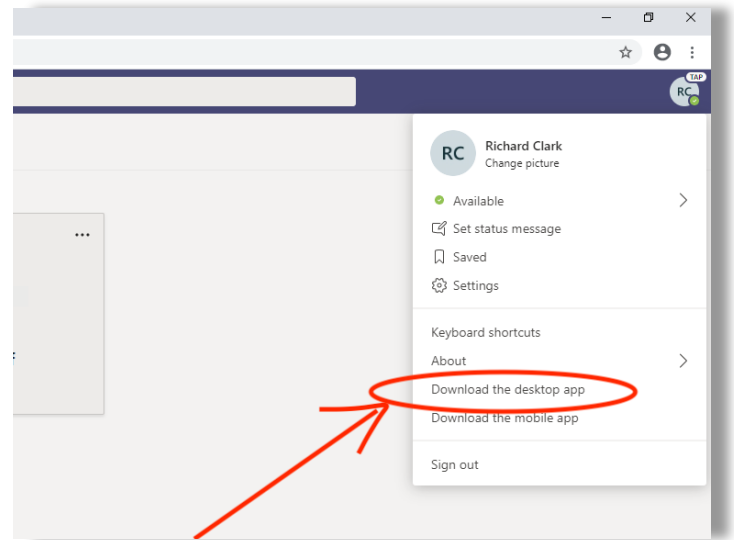 TAP
RC
RC
Richard Clark
Change picture
Available
Set status message
Saved
Settings
Keyboard shortcuts
About
Download the desktop app
Download the mobile app
Sign out